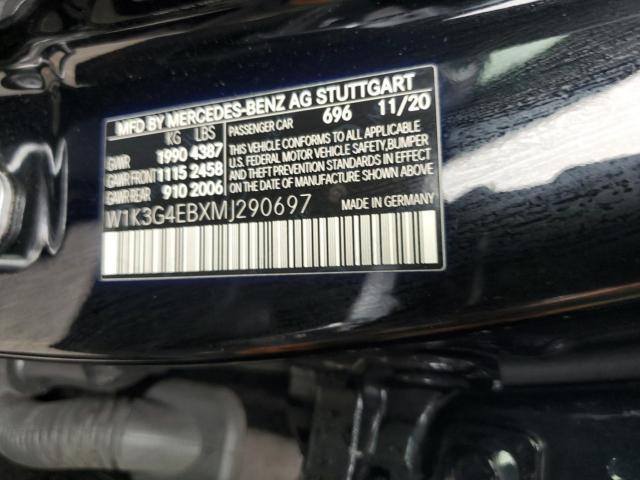 MFD BY MERCEDES-BENZ AG STUTTGART
KG LBS PASSENGER CAR 696 11/20
GVWR 1990 4387
GAWR FRONT 1115 2458
GAWR REAR 910 2006
THIS VEHICLE CONFORMS TO ALL APPLICABLE
U.S. FEDERAL MOTOR VEHICLE SAFETY,BUMPER
AND THEFT PREVENTION STANDARDS IN EFFECT
ON THE DATE OF MANUFACTURE SHOWN ABOVE.
W1K3G4EBXMJ290697
MADE IN GERMANY